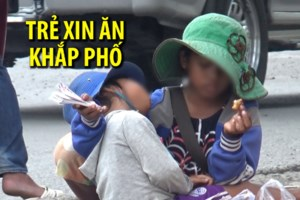 TRẺ XIN ĂN
KHẮP PHỐ